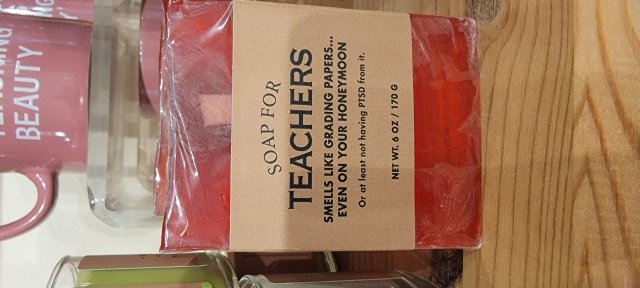 SOAP FOR
TEACHERS
SMELLS LIKE GRADING PAPERS...
EVEN ON YOUR HONEYMOON
Or at least not having PTSD from it.
NET WT. 6 OZ / 170 G
BEAUTY